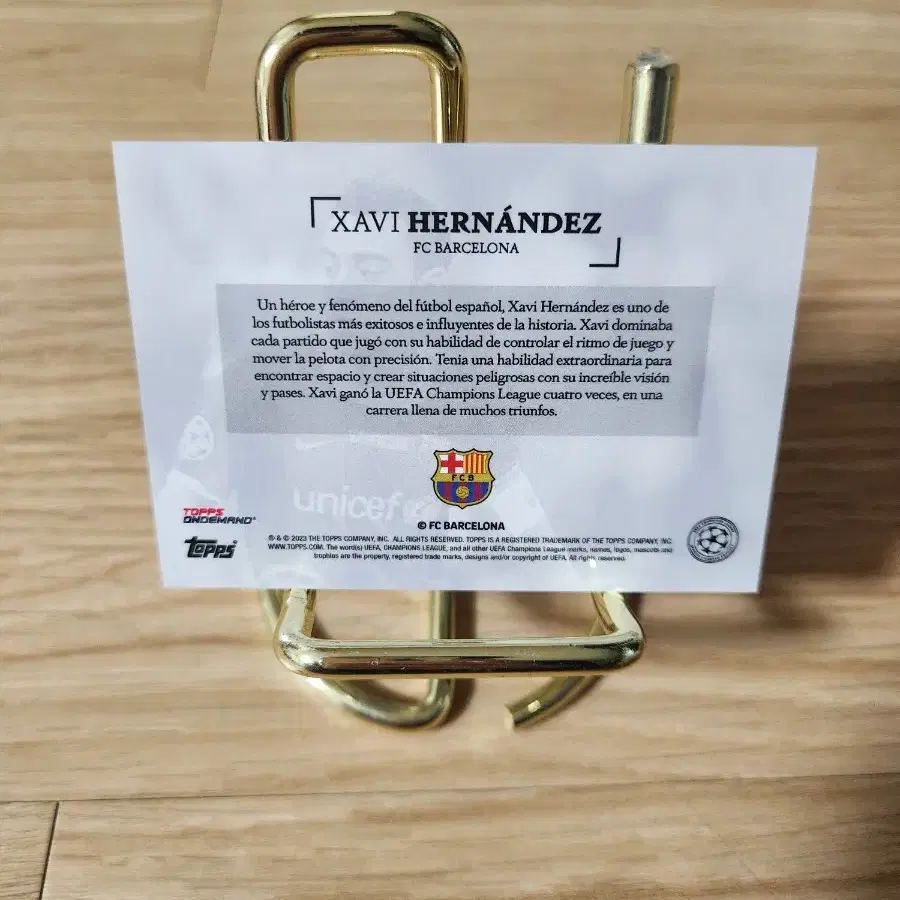 XAVI HERNÁNDEZ
FC BARCELONA
Un héroe y fenómeno del fútbol español, Xavi Hernández es uno de
los futbolistas más exitosos e influyentes de la historia. Xavi dominaba
cada partido que jugó con su habilidad de controlar el ritmo de juego y
mover la pelota con precisión. Tenia una habilidad extraordinaria para
encontrar espacio y crear situaciones peligrosas con su increíble visión
y pases. Xavi ganó la UEFA Champions League cuatro veces, en una
carrera llena de muchos triunfos.
FCB
unicef
© FC BARCELONA
TOPPS
ONDEMAND
Topps
® & © 2023 THE TOPPS COMPANY, INC. ALL RIGHTS RESERVED. TOPPS IS A REGISTERED TRADEMARK OF THE TOPPS COMPANY, INC.
WWW.TOPPS.COM. The word(s) UEFA, CHAMPIONS LEAGUE, and all other UEFA Champions League marks, names, logos, mascots and
trophies are the property, registered trade marks, designs and/or copyright of UEFA. All rights reserved.